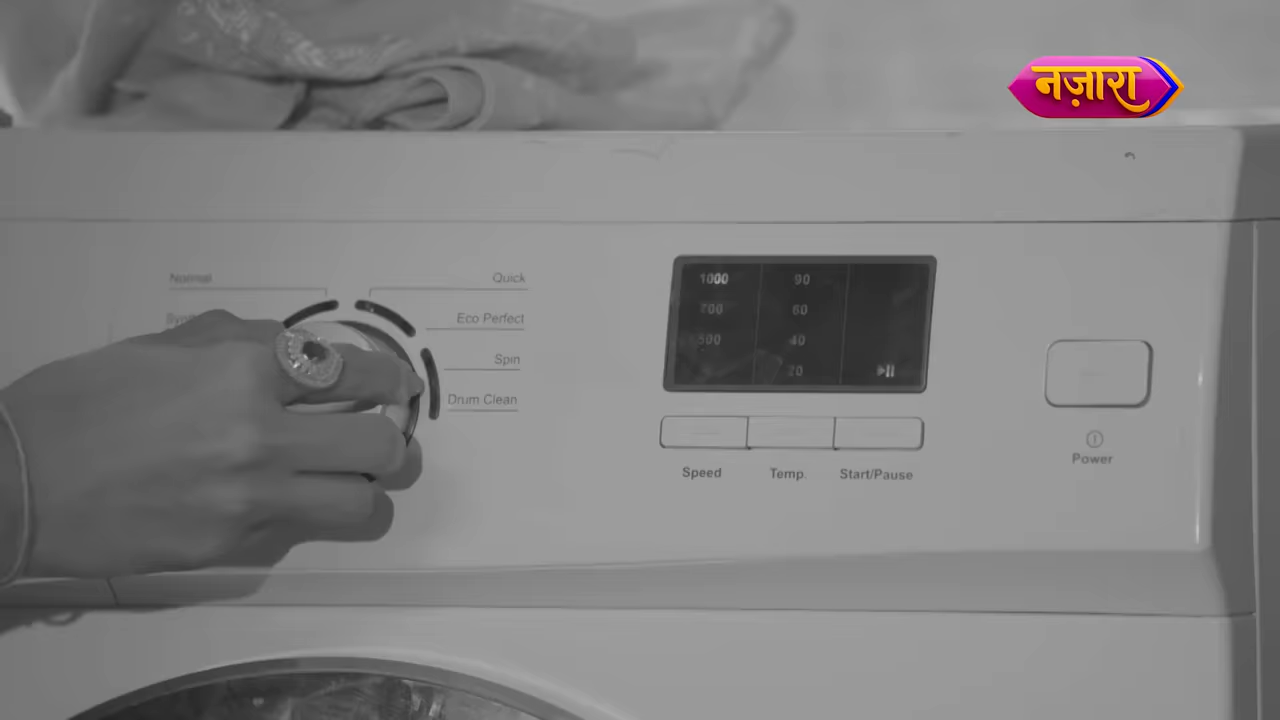 नज़ारा
Normal
Quick
Eco Perfect
Spin
Drum Clean
1000 90
700 60
500 40
20
Speed Temp. Start/Pause
Power